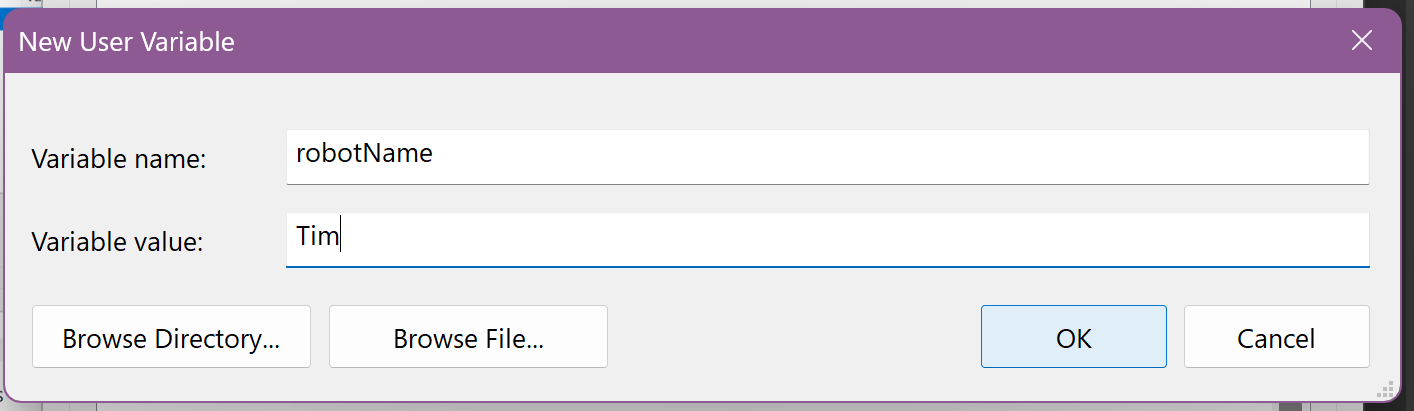 New User Variable
Variable name:
robotName
Variable value:
Tim
Browse Directory...
Browse File...
OK
Cancel